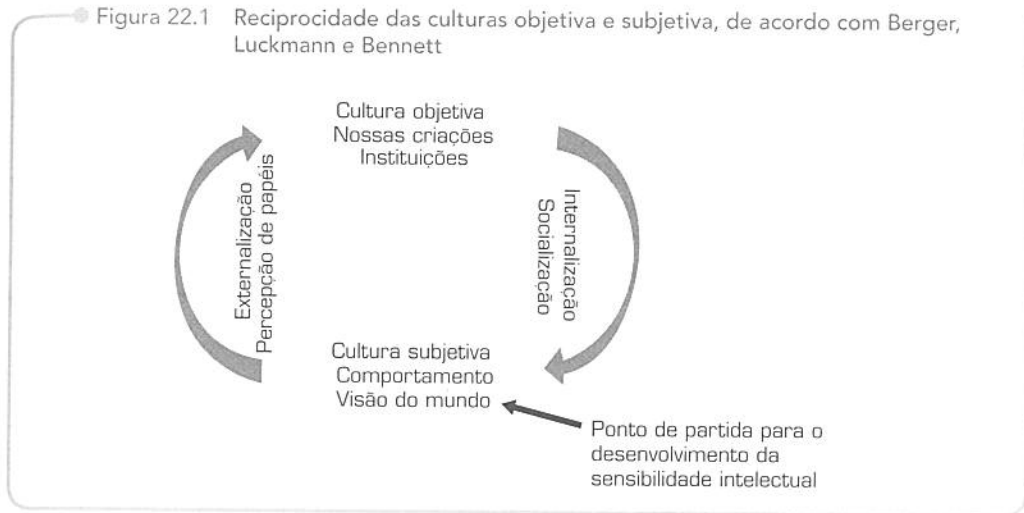 Figura 22.1 Reciprocidade das culturas objetiva e subjetiva, de acordo com Berger,
Luckmann e Bennett
Cultura objetiva
Nossas criações
Instituições
Externalização
Percepção de papéis
Internalização
Socialização
Cultura subjetiva
Comportamento
Visão do mundo
Ponto de partida para o
desenvolvimento da
sensibilidade intelectual